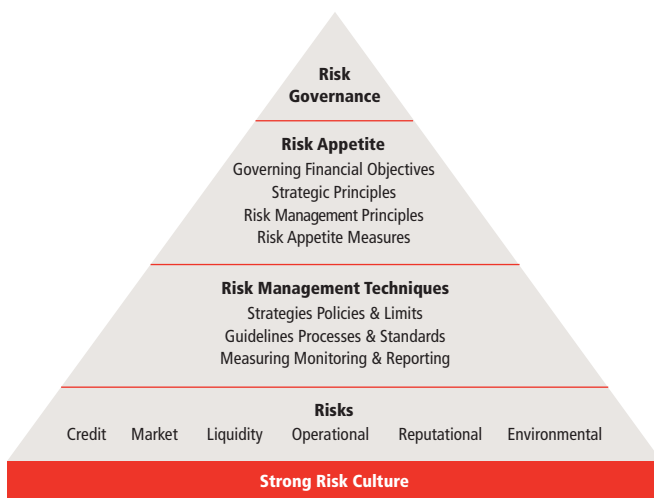 Risk
Governance
Risk Appetite
Governing Financial Objectives
Strategic Principles
Risk Management Principles
Risk Appetite Measures
Risk Management Techniques
Strategies Policies & Limits
Guidelines Processes & Standards
Measuring Monitoring & Reporting
Risks
Credit Market Liquidity Operational Reputational Environmental
Strong Risk Culture